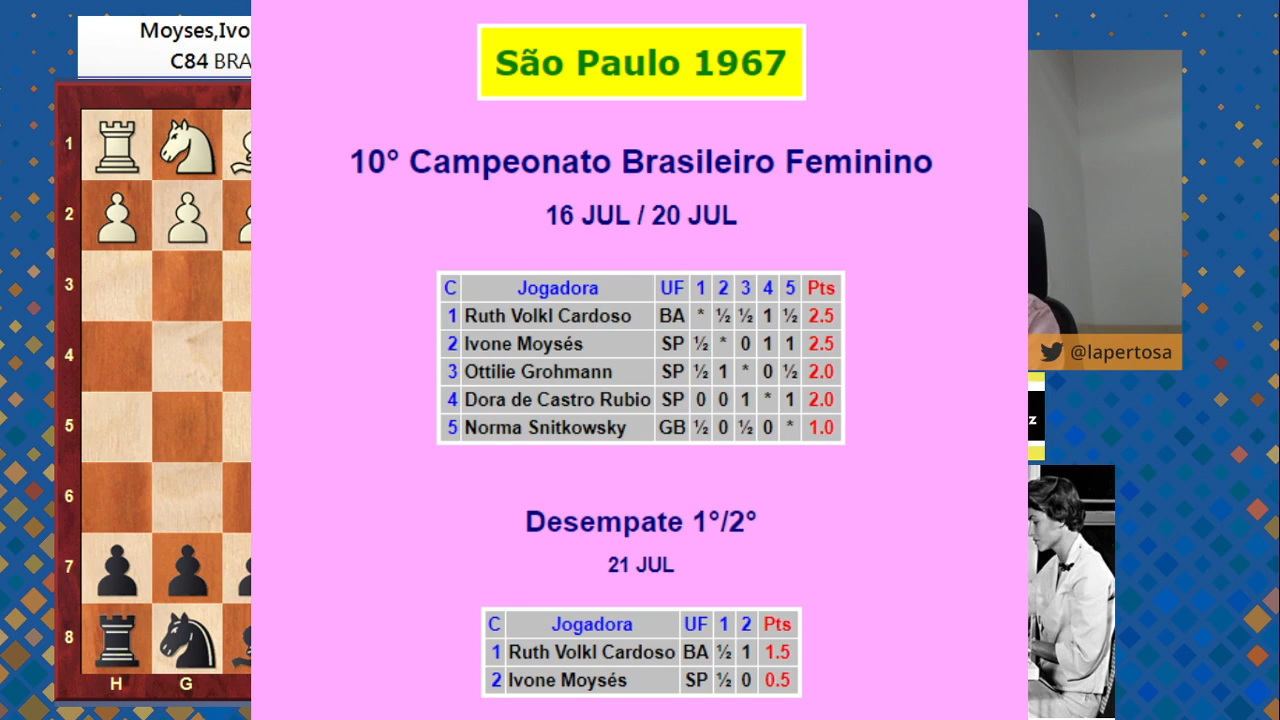 Moyses,Ivo
C84 BRA
São Paulo 1967
10° Campeonato Brasileiro Feminino
16 JUL / 20 JUL
C Jogadora UF 1 2 3 4 5 Pts
1 Ruth Volkl Cardoso BA * ½ ½ 1 ½ 2.5
2 Ivone Moysés SP ½ * 0 1 1 2.5
3 Ottilie Grohmann SP ½ 1 * 0 ½ 2.0
4 Dora de Castro Rubio SP 0 0 1 * 1 2.0
5 Norma Snitkowsky GB ½ 0 ½ 0 * 1.0
Desempate 1°/2°
21 JUL
C Jogadora UF 1 2 Pts
1 Ruth Volkl Cardoso BA ½ 1 1.5
2 Ivone Moysés SP ½ 0 0.5
1
2
3
4
5
6
7
8
H G
@lapertosa
z